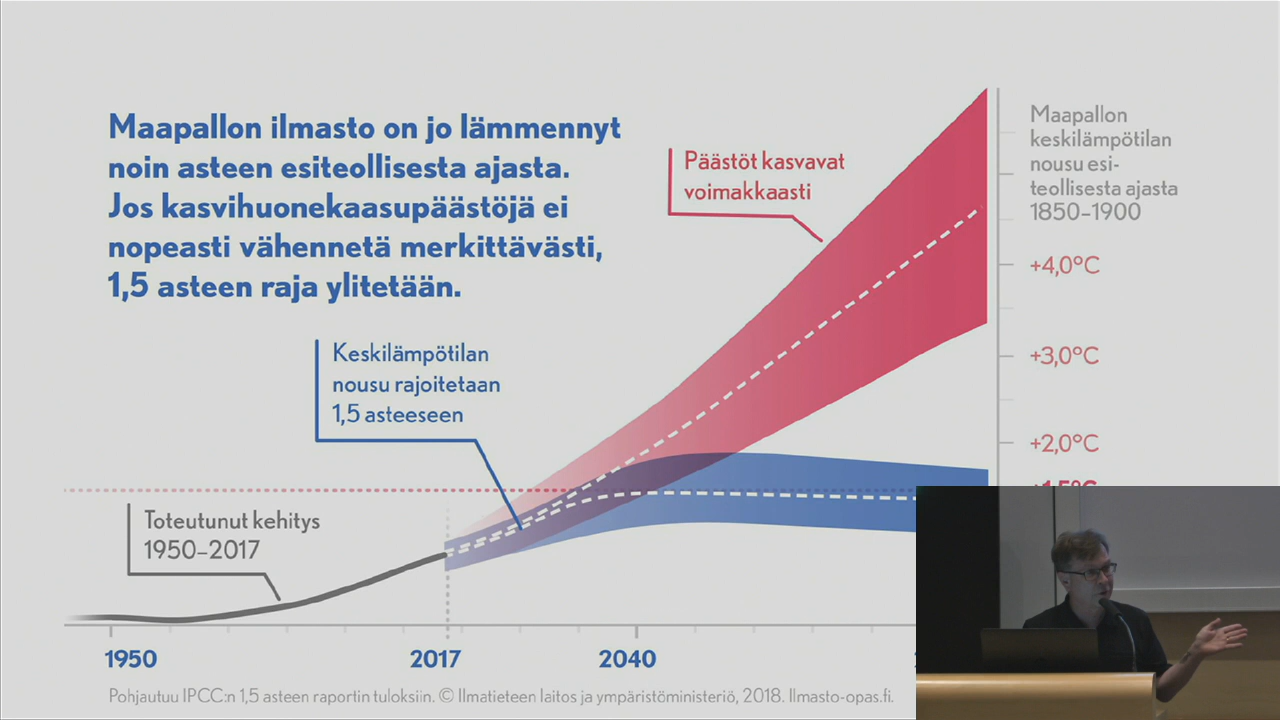 Maapallon ilmasto on jo lämmennyt
noin asteen esiteollisesta ajasta.
Jos kasvihuonekaasupäästöjä ei
nopeasti vähennetä merkittävästi,
1,5 asteen raja ylitetään.
Päästöt kasvavat
voimakkaasti
Maapallon
keskilämpötilan
nousu esi-
teollisesta ajasta
1850–1900
+4,0°C
+3,0°C
+2,0°C
+1,5°C
Keskilämpötilan
nousu rajoitetaan
1,5 asteeseen
Toteutunut kehitys
1950–2017
1950
2017
2040
Pohjautuu IPCC:n 1,5 asteen raportin tuloksiin. © Ilmatieteen laitos ja ympäristöministeriö, 2018. Ilmasto-opas.fi.